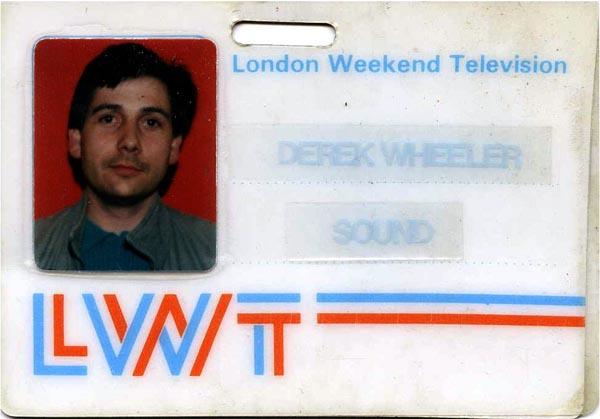 London Weekend Television
DEREK WHEELER
SOUND
LWT